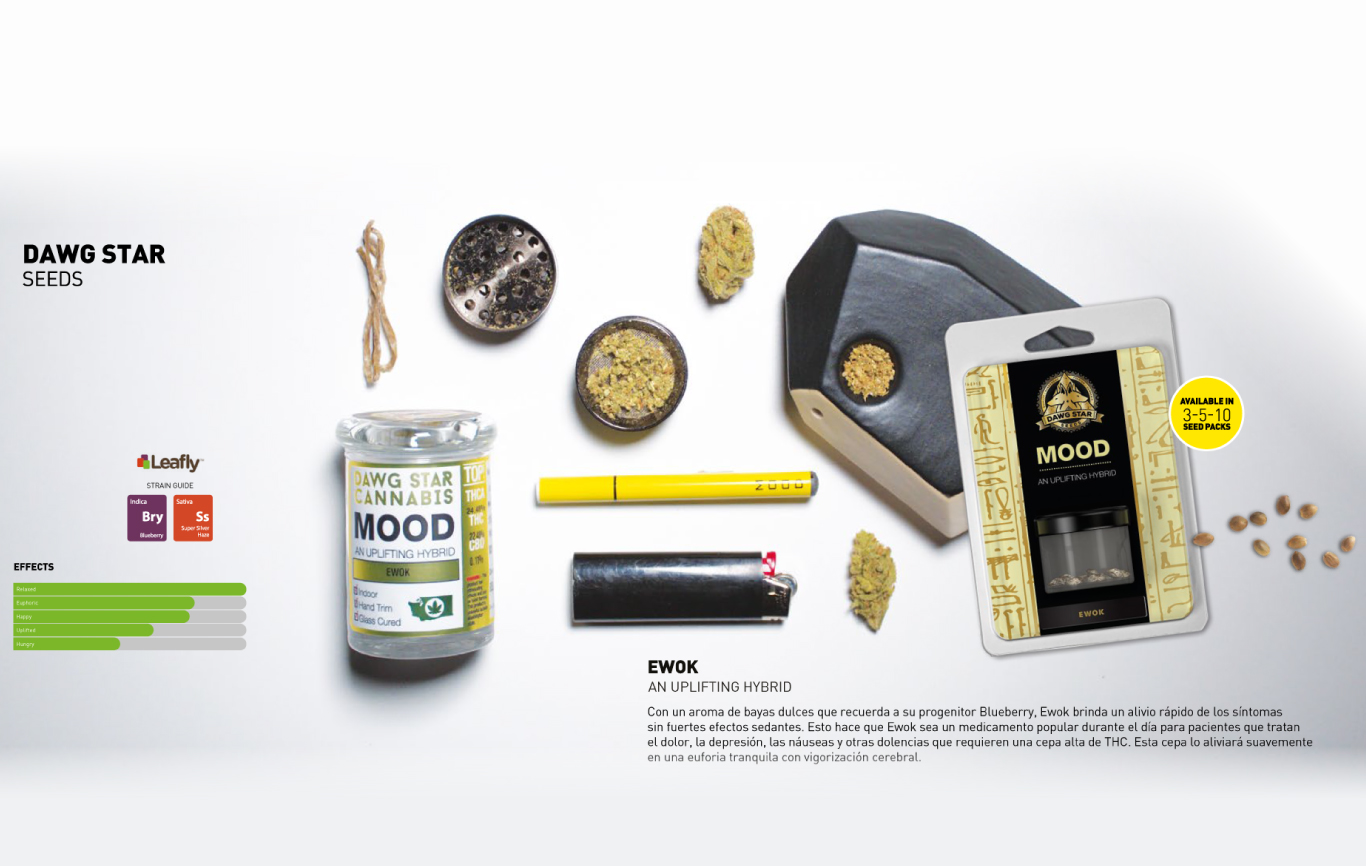 DAWG STAR
SEEDS
Leafly
STRAIN GUIDE
Indica
Bry
Blueberry
Sativa
Ss
Super Silver
Haze
EFFECTS
Relaxed
Euphoric
Happy
Uplifted
Hungry
DAWG STAR
CANNABIS
MOOD
AN UPLIFTING HYBRID
EWOK
Indoor
Hand Trim
Glass Cured
TOP
THCA
THC
CBD
0.19%
MOOD
DAWG STAR
SEEDS
MOOD
AN UPLIFTING HYBRID
EWOK
AVAILABLE IN
3-5-10
SEED PACKS
EWOK
AN UPLIFTING HYBRID
Con un aroma de bayas dulces que recuerda a su progenitor Blueberry, Ewok brinda un alivio rápido de los síntomas
sin fuertes efectos sedantes. Esto hace que Ewok sea un medicamento popular durante el día para pacientes que tratan
el dolor, la depresión, las náuseas y otras dolencias que requieren una cepa alta de THC. Esta cepa lo aliviará suavemente
en una euforia tranquila con vigorización cerebral.